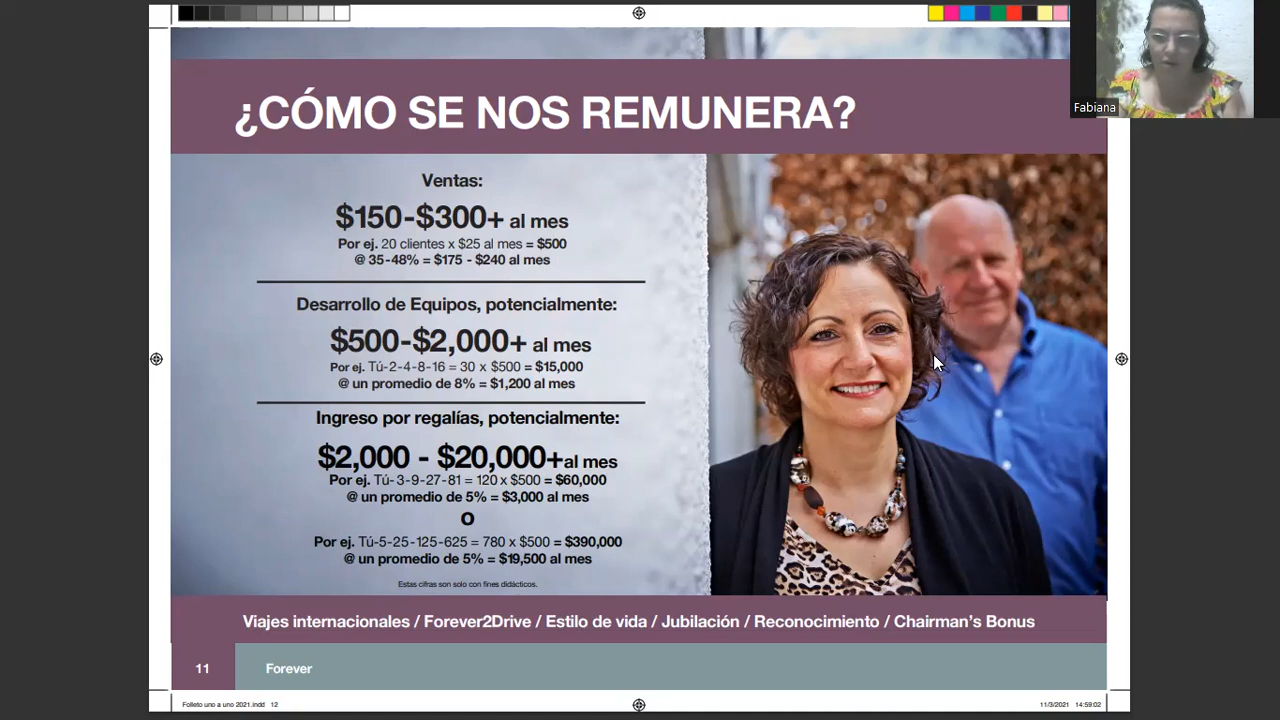 Fabiana
¿CÓMO SE NOS REMUNERA?
Ventas:
$150-$300+ al mes
Por ej. 20 clientes x $25 al mes = $500
@ 35-48% = $175 - $240 al mes
Desarrollo de Equipos, potencialmente:
$500-$2,000+ al mes
Por ej. Tú-2-4-8-16 = 30 x $500 = $15,000
@ un promedio de 8% = $1,200 al mes
Ingreso por regalías, potencialmente:
$2,000 - $20,000+al mes
Por ej. Tú-3-9-27-81 = 120 x $500 = $60,000
@ un promedio de 5% = $3,000 al mes
O
Por ej. Tú-5-25-125-625 = 780 x $500 = $390,000
@ un promedio de 5% = $19,500 al mes
Estas cifras son solo con fines didácticos.
Viajes internacionales / Forever2Drive / Estilo de vida / Jubilación / Reconocimiento / Chairman's Bonus
11 Forever
Folleto uno a uno 2021.indd 12 11/3/2021 14:59:02